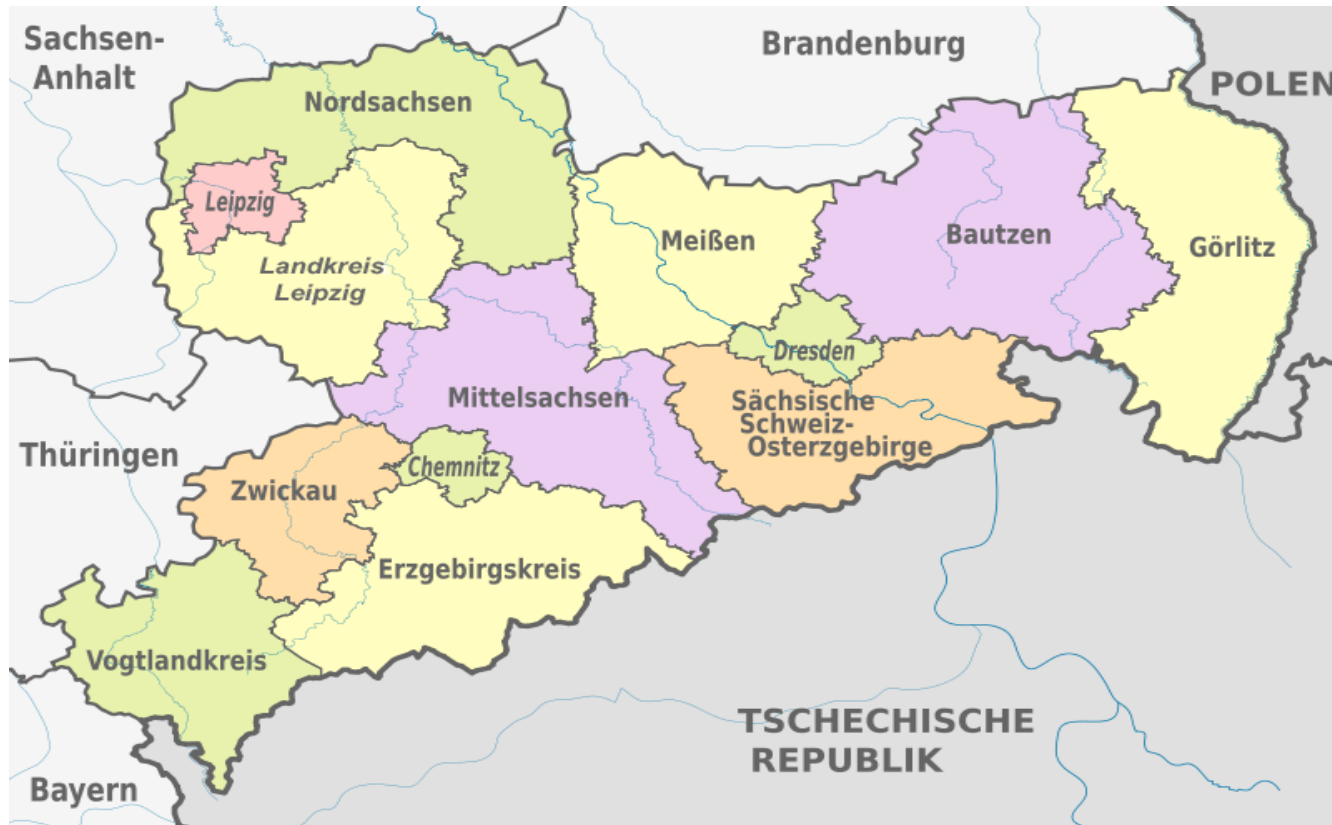 Sachsen-
Anhalt
Brandenburg
POLEN
Nordsachsen
Leipzig
Landkreis
Leipzig
Meißen
Bautzen
Görlitz
Dresden
Mittelsachsen
Sächsische
Schweiz-
Osterzgebirge
Thüringen
Zwickau
Chemnitz
Erzgebirgskreis
Vogtlandkreis
TSCHECHISCHE
REPUBLIK
Bayern